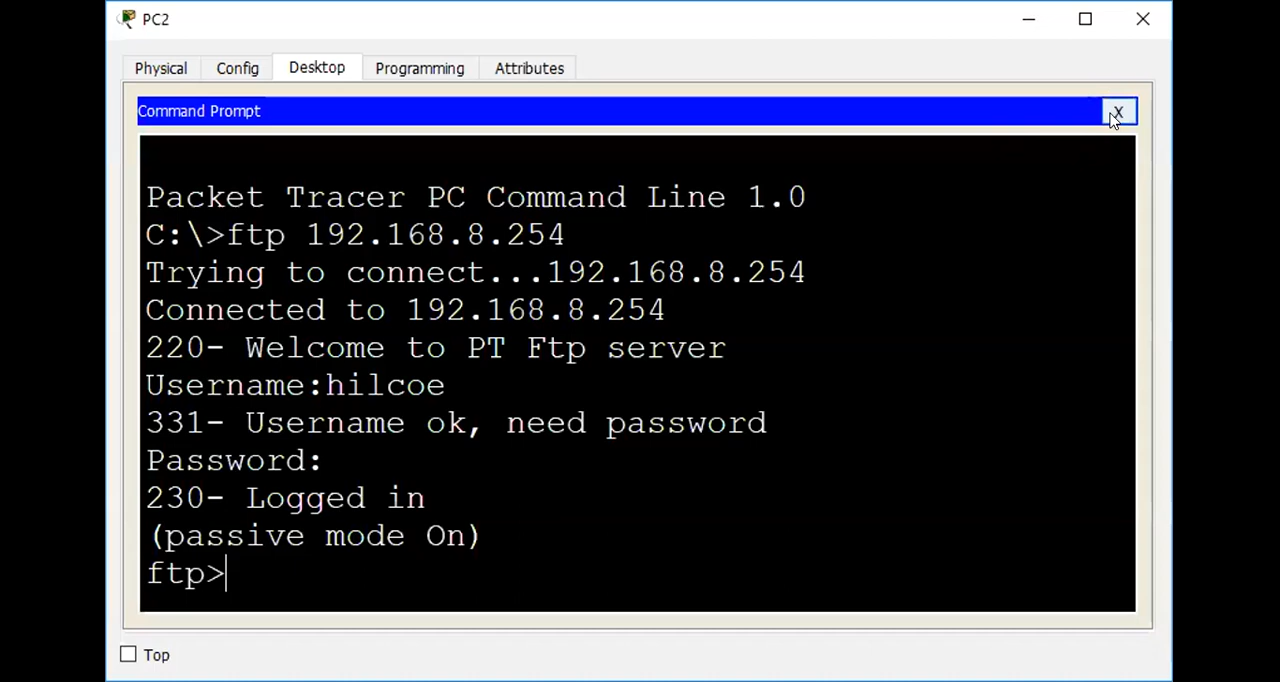 PC2
Physical Config Desktop Programming Attributes
Command Prompt X
Packet Tracer PC Command Line 1.0
C:\>ftp 192.168.8.254
Trying to connect...192.168.8.254
Connected to 192.168.8.254
220- Welcome to PT Ftp server
Username:hilcoe
331- Username ok, need password
Password:
230- Logged in
(passive mode On)
ftp>
Top